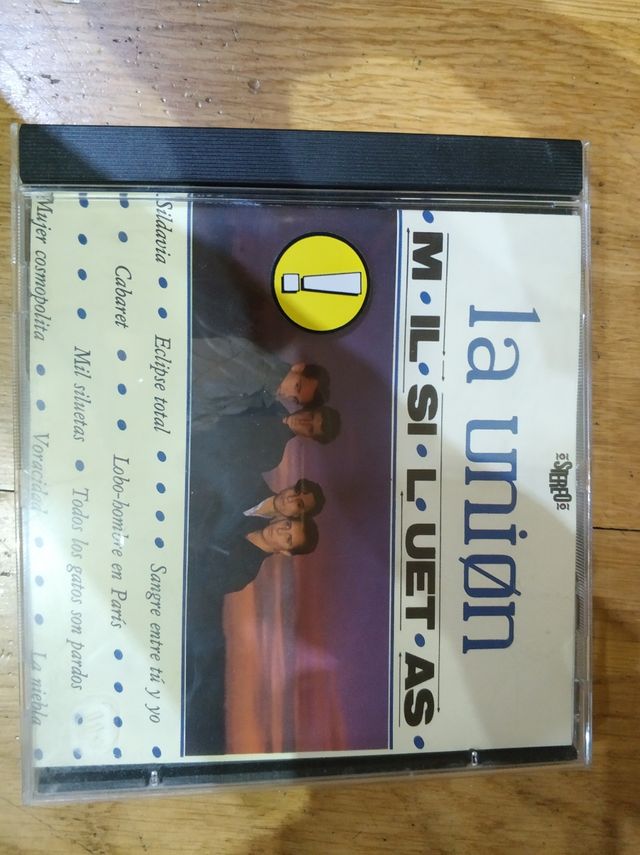 STEREO
la uniøn
• M • IL • SI • L • UET • AS •
!
Sildavia • • Eclipse total • • • • Sangre entre tú y yo
• • Cabaret • • • Lobo-hombre en París • • • •
• • • • Mil siluetas • Todos los gatos son pardos •
Mujer cosmopolita • • Voracidad • • • • La niebla •